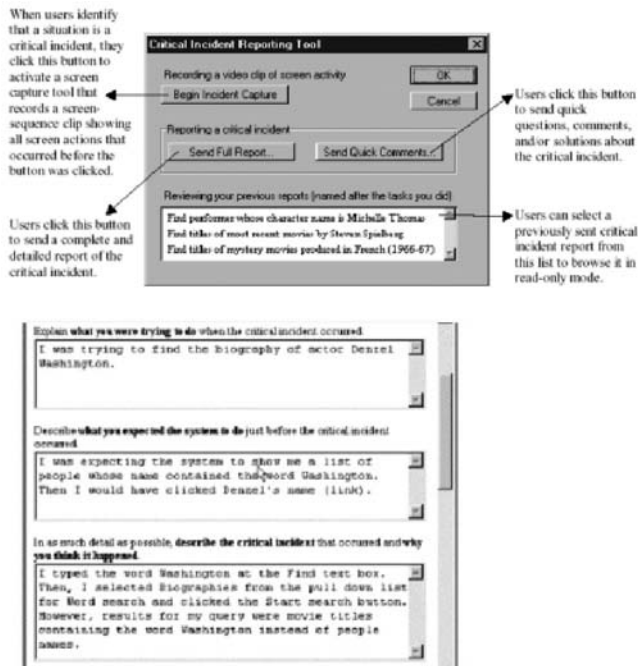 When users identify
that a situation is a
critical incident, they
click this button to
activate a screen
capture tool that
records a screen-
sequence clip showing
all screen actions that
occurred before the
button was clicked.
Users click this button
to send a complete and
detailed report of the
critical incident.
Critical Incident Reporting Tool
Recording a video clip of screen activity
Begin Incident Capture
OK
Cancel
Reporting a critical incident
Send Full Report...
Send Quick Comments...
Reviewing your previous reports (named after the tasks you did)
Find performer whose character name is Michelle Thomas
Find titles of most recent movies by Steven Spielberg
Find titles of mystery movies produced in French (1966-67)
Users click this button
to send quick
questions, comments,
and/or solutions about
the critical incident.
Users can select a
previously sent critical
incident report from
this list to browse it in
read-only mode.
Explain what you were trying to do when the critical incident occurred.
I was trying to find the biography of actor Denzel
Washington.
Describe what you expected the system to do just before the critical incident
occurred.
I was expecting the system to show me a list of
people whose name contained the word Washington.
Then I would have clicked Denzel's name (link).
In as much detail as possible, describe the critical incident that occurred and why
you think it happened.
I typed the word Washington at the Find text box.
Then, I selected Biographies from the pull down list
for Word search and clicked the Start search button.
However, results for my query were movie titles
containing the word Washington instead of people
names.